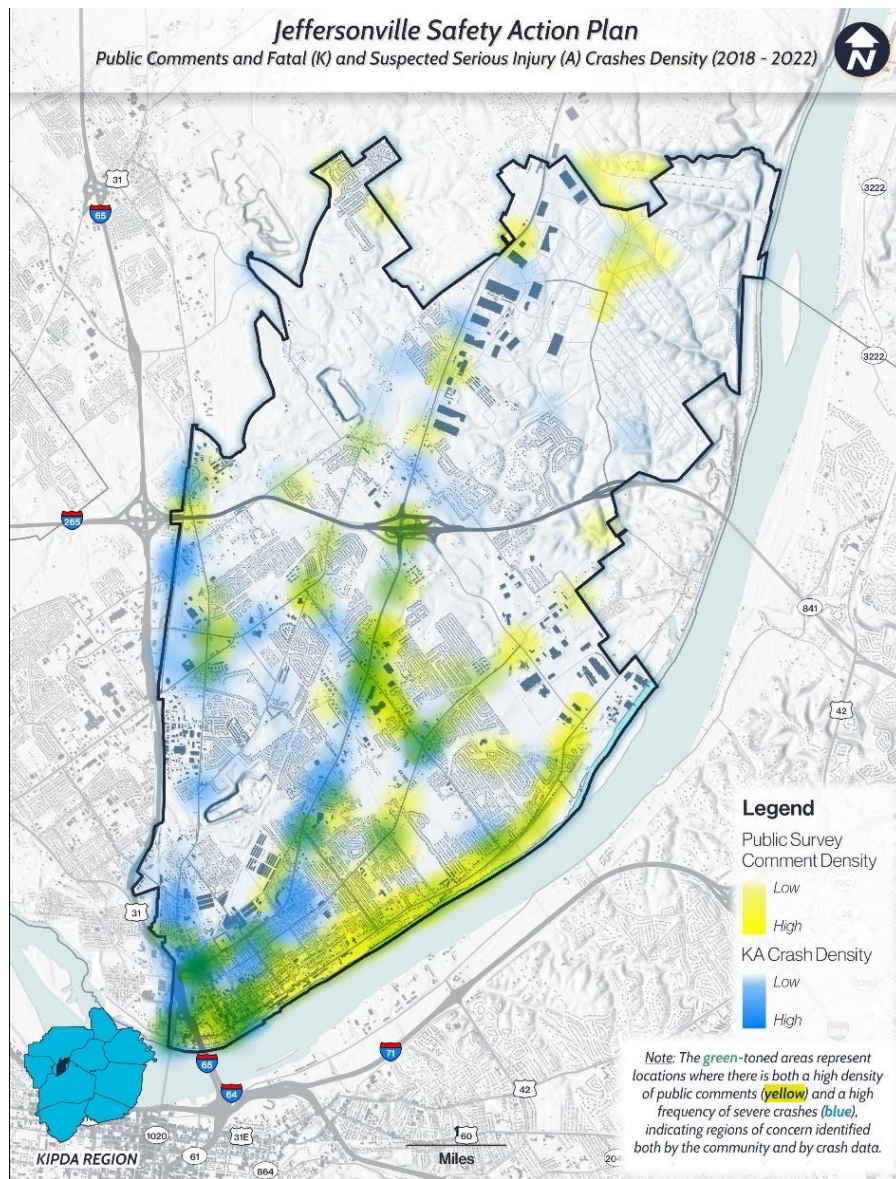 Jeffersonville Safety Action Plan
Public Comments and Fatal (K) and Suspected Serious Injury (A) Crashes Density (2018 - 2022)
N
31
65
3222
3222
265
841
42
31
Legend
Public Survey
Comment Density
Low
High
KA Crash Density
Low
High
Note: The green-toned areas represent
locations where there is both a high density
of public comments (yellow) and a high
frequency of severe crashes (blue),
indicating regions of concern identified
both by the community and by crash data.
71
65
64
42
1020
31E
60
61
864
Miles
KIPDA REGION